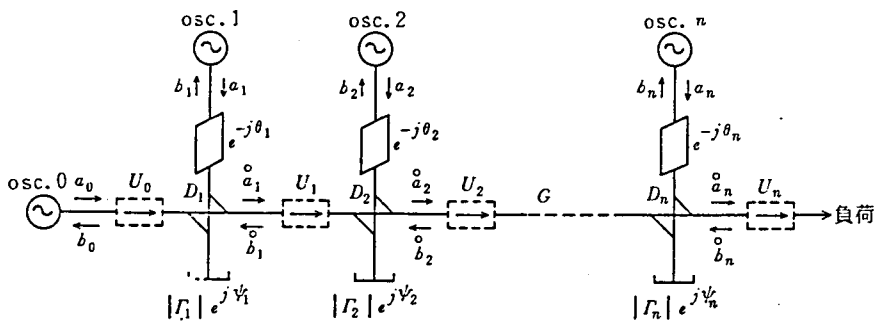 osc.1 osc.2 osc. n
b₁↑ ↓a₁ b₂↑ ↓a₂ bₙ↑ ↓aₙ
e^{-jθ₁} e^{-jθ₂} e^{-jθₙ}
osc.0 a₀ U₀ D₁ å₁ U₁ D₂ å₂ U₂ G Dₙ åₙ Uₙ
負荷
b₀ b̊₁ b̊₂ b̊ₙ
|Γ₁| e^{jψ₁} |Γ₂| e^{jψ₂} |Γₙ| e^{jψₙ}